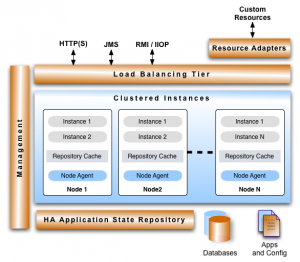 Custom
Resources
HTTP(S)
JMS
RMI / IIOP
Resource Adapters
Load Balancing Tier
Management
Clustered Instances
Instance 1
Instance 2
Repository Cache
Node Agent
Node 1
Instance 1
Instance 2
Repository Cache
Node Agent
Node2
Instance 1
Instance N
Repository Cache
Node Agent
Node N
HA Application State Repository
Databases
Apps
and Config